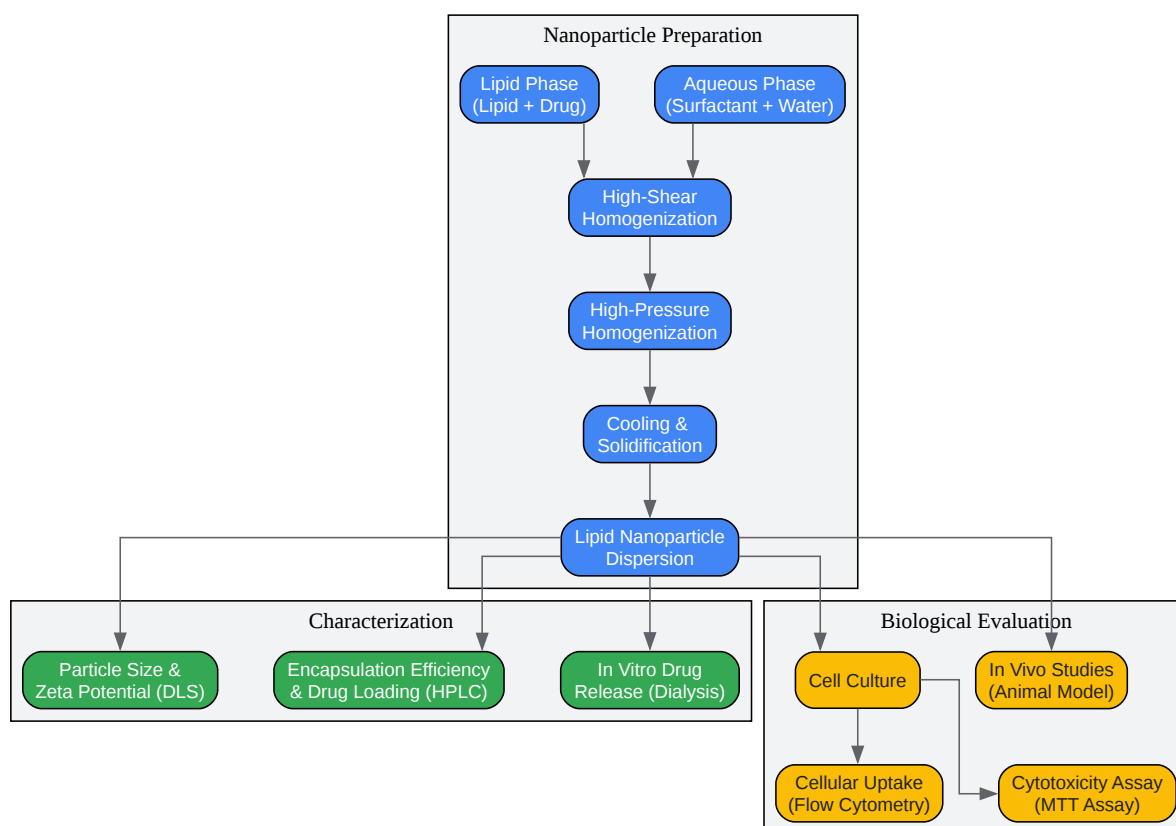 Nanoparticle Preparation
Lipid Phase
(Lipid + Drug)
Aqueous Phase
(Surfactant + Water)
High-Shear
Homogenization
High-Pressure
Homogenization
Cooling &
Solidification
Lipid Nanoparticle
Dispersion
Characterization
Particle Size &
Zeta Potential (DLS)
Encapsulation Efficiency
& Drug Loading (HPLC)
In Vitro Drug
Release (Dialysis)
Biological Evaluation
Cell Culture
In Vivo Studies
(Animal Model)
Cellular Uptake
(Flow Cytometry)
Cytotoxicity Assay
(MTT Assay)